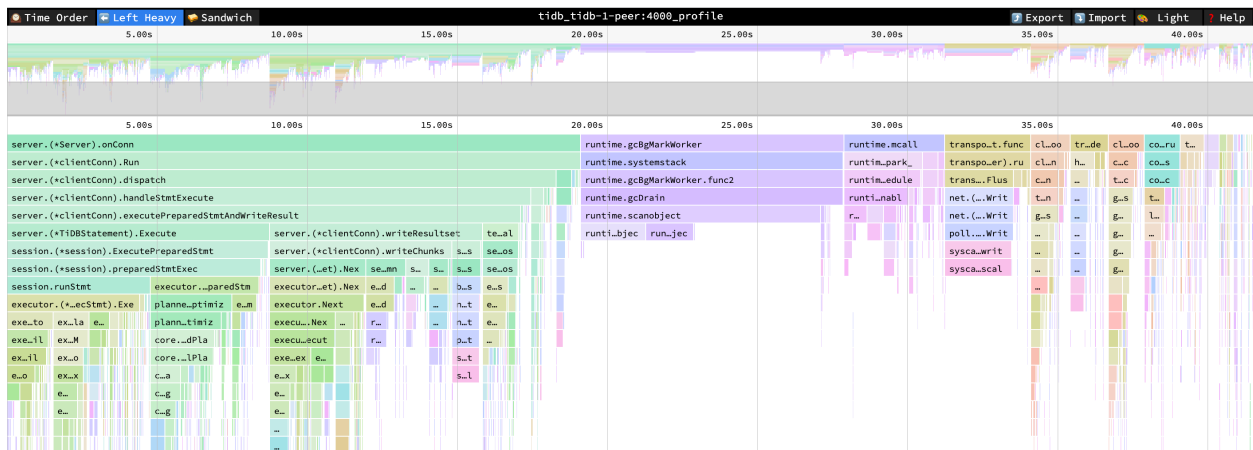 Time Order Left Heavy Sandwich tidb_tidb-1-peer:4000_profile Export Import Light Help
5.00s 10.00s 15.00s 20.00s 25.00s 30.00s 35.00s 40.00s
5.00s 10.00s 15.00s 20.00s 25.00s 30.00s 35.00s 40.00s
server.(*Server).onConn runtime.gcBgMarkWorker runtime.mcall transpo…t.func cl…oo tr…de cl…oo co…ru t…
server.(*clientConn).Run runtime.systemstack runtim…park_ transpo…er).ru cl…n h… c…c co…s
server.(*clientConn).dispatch runtime.gcBgMarkWorker.func2 runtim…edule trans….Flus c…n … t…c co…c
server.(*clientConn).handleStmtExecute runtime.gcDrain runti…nabl net.(….Writ t…n … g…s t…
server.(*clientConn).executePreparedStmtAndWriteResult runtime.scanobject r… net.(….Writ g…s … g… l…
server.(*TiDBStatement).Execute server.(*clientConn).writeResultset te…al runti…bjec run…jec poll.….Writ … … g… …
session.(*session).ExecutePreparedStmt server.(*clientConn).writeChunks s…s se…os sysca…writ … … g…
session.(*session).preparedStmtExec server.(…et).Nex se…mn s… s… s…s se…os sysca…scal … … g…
session.runStmt executor.…paredStm executor…et).Nex e…d … … b…s e…s …
executor.(*…ecStmt).Exe planne…ptimiz e…m executor.Next e…d … n…t e…
exe…to ex…la e… plann…timiz execu….Nex … r… … n…t e…
exe…il ex…M core.…dPla execu…ecut r… p…t …
ex…il ex…o core.…lPla exe…ex e… s…t
e…o ex…x c…a e…x s…l
e… c…g e…
e… c…g e…
…
…